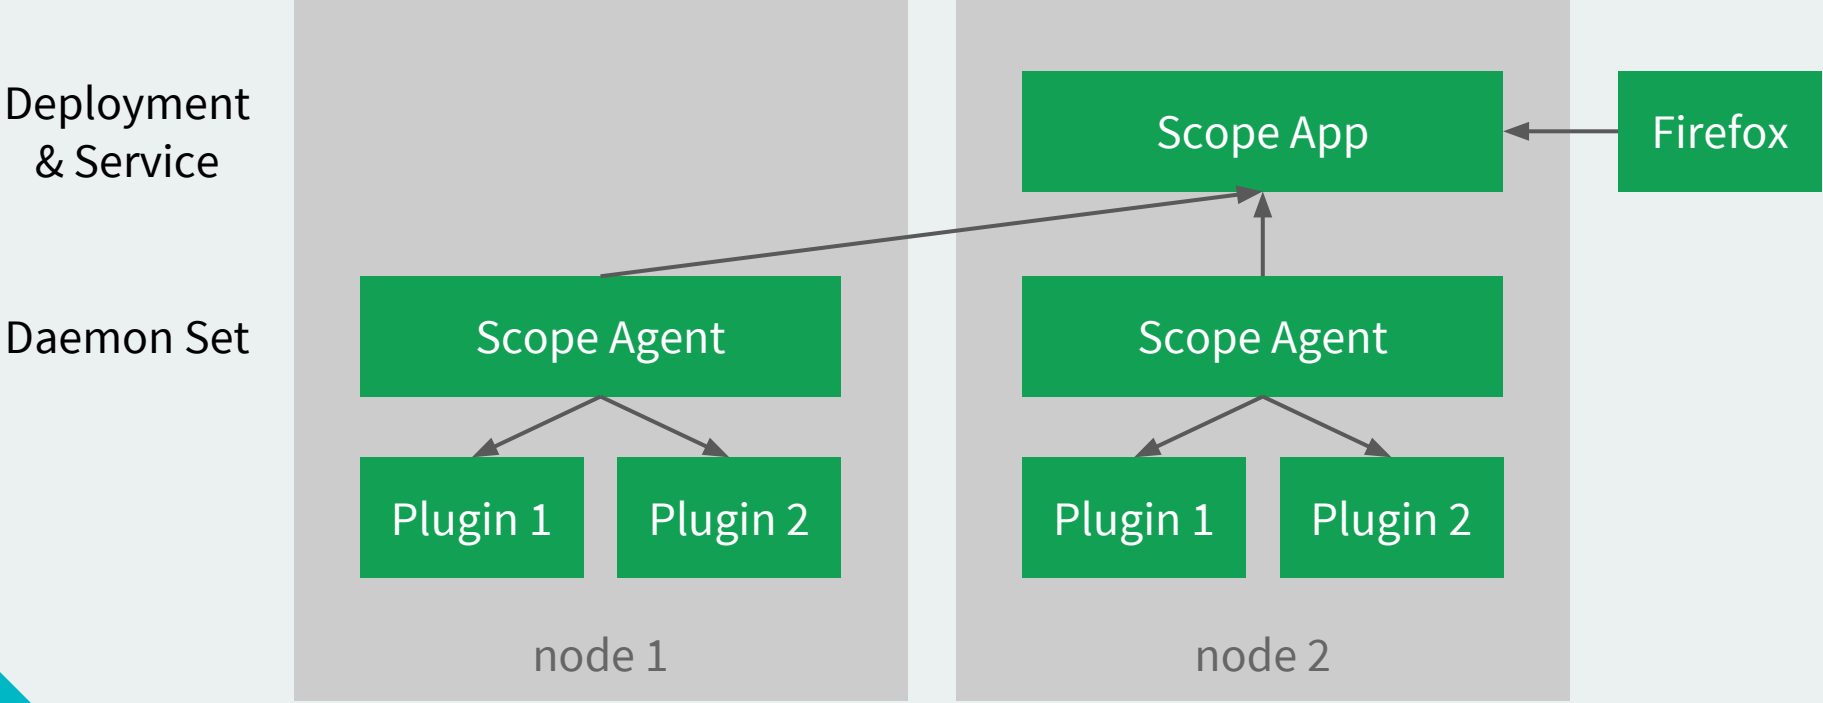 Deployment
& Service
Scope App
Firefox
Daemon Set
Scope Agent
Scope Agent
Plugin 1
Plugin 2
Plugin 1
Plugin 2
node 1
node 2